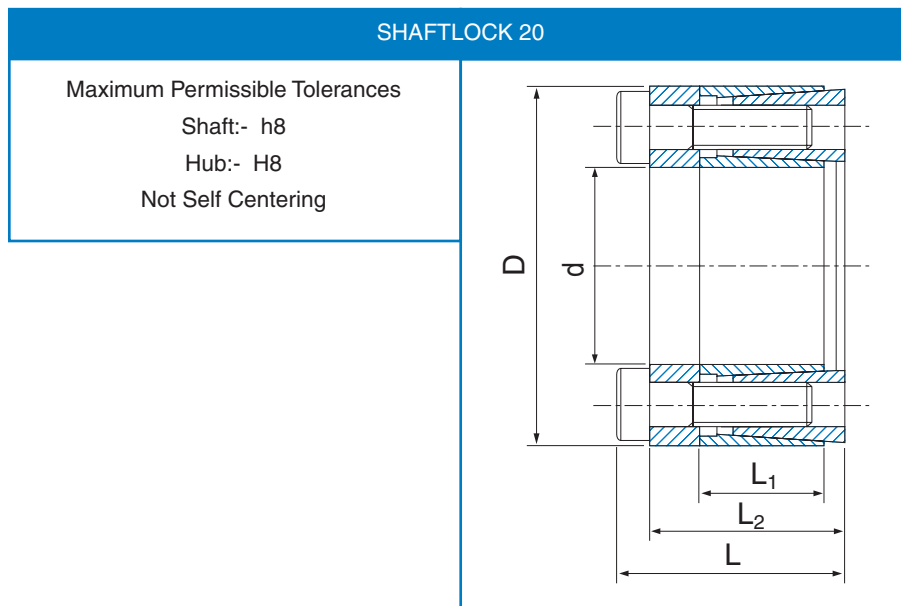 SHAFTLOCK 20
Maximum Permissible Tolerances
Shaft:- h8
Hub:- H8
Not Self Centering
D
d
L₁
L₂
L